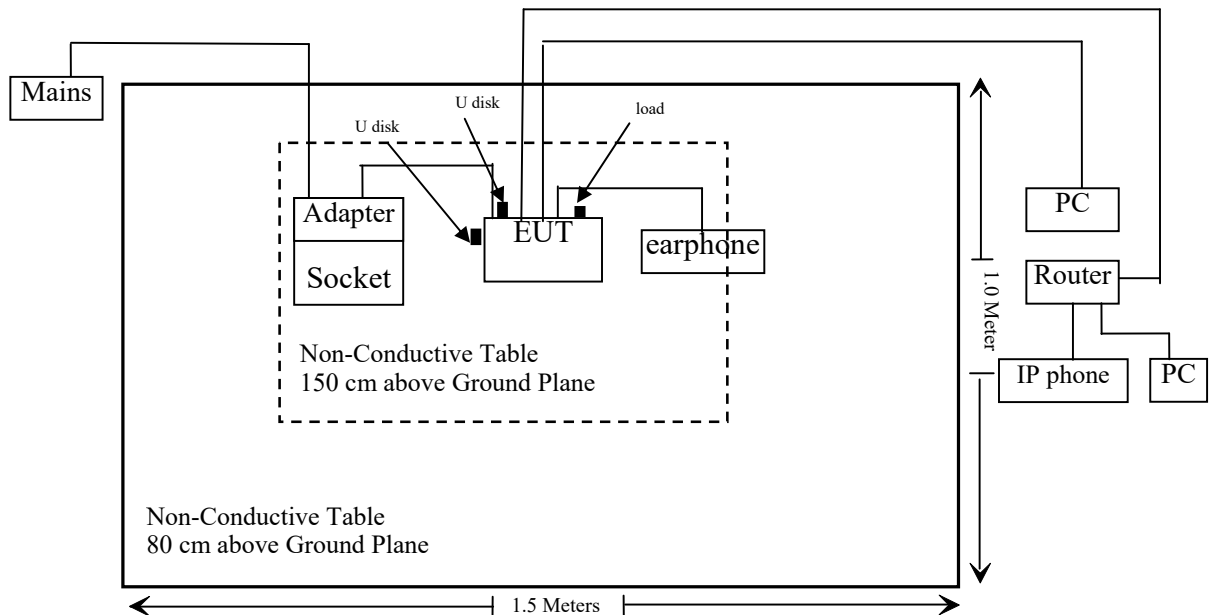 Mains
U disk
U disk
load
Adapter
Socket
EUT
earphone
PC
Router
1.0 Meter
IP phone
PC
Non-Conductive Table
150 cm above Ground Plane
Non-Conductive Table
80 cm above Ground Plane
1.5 Meters